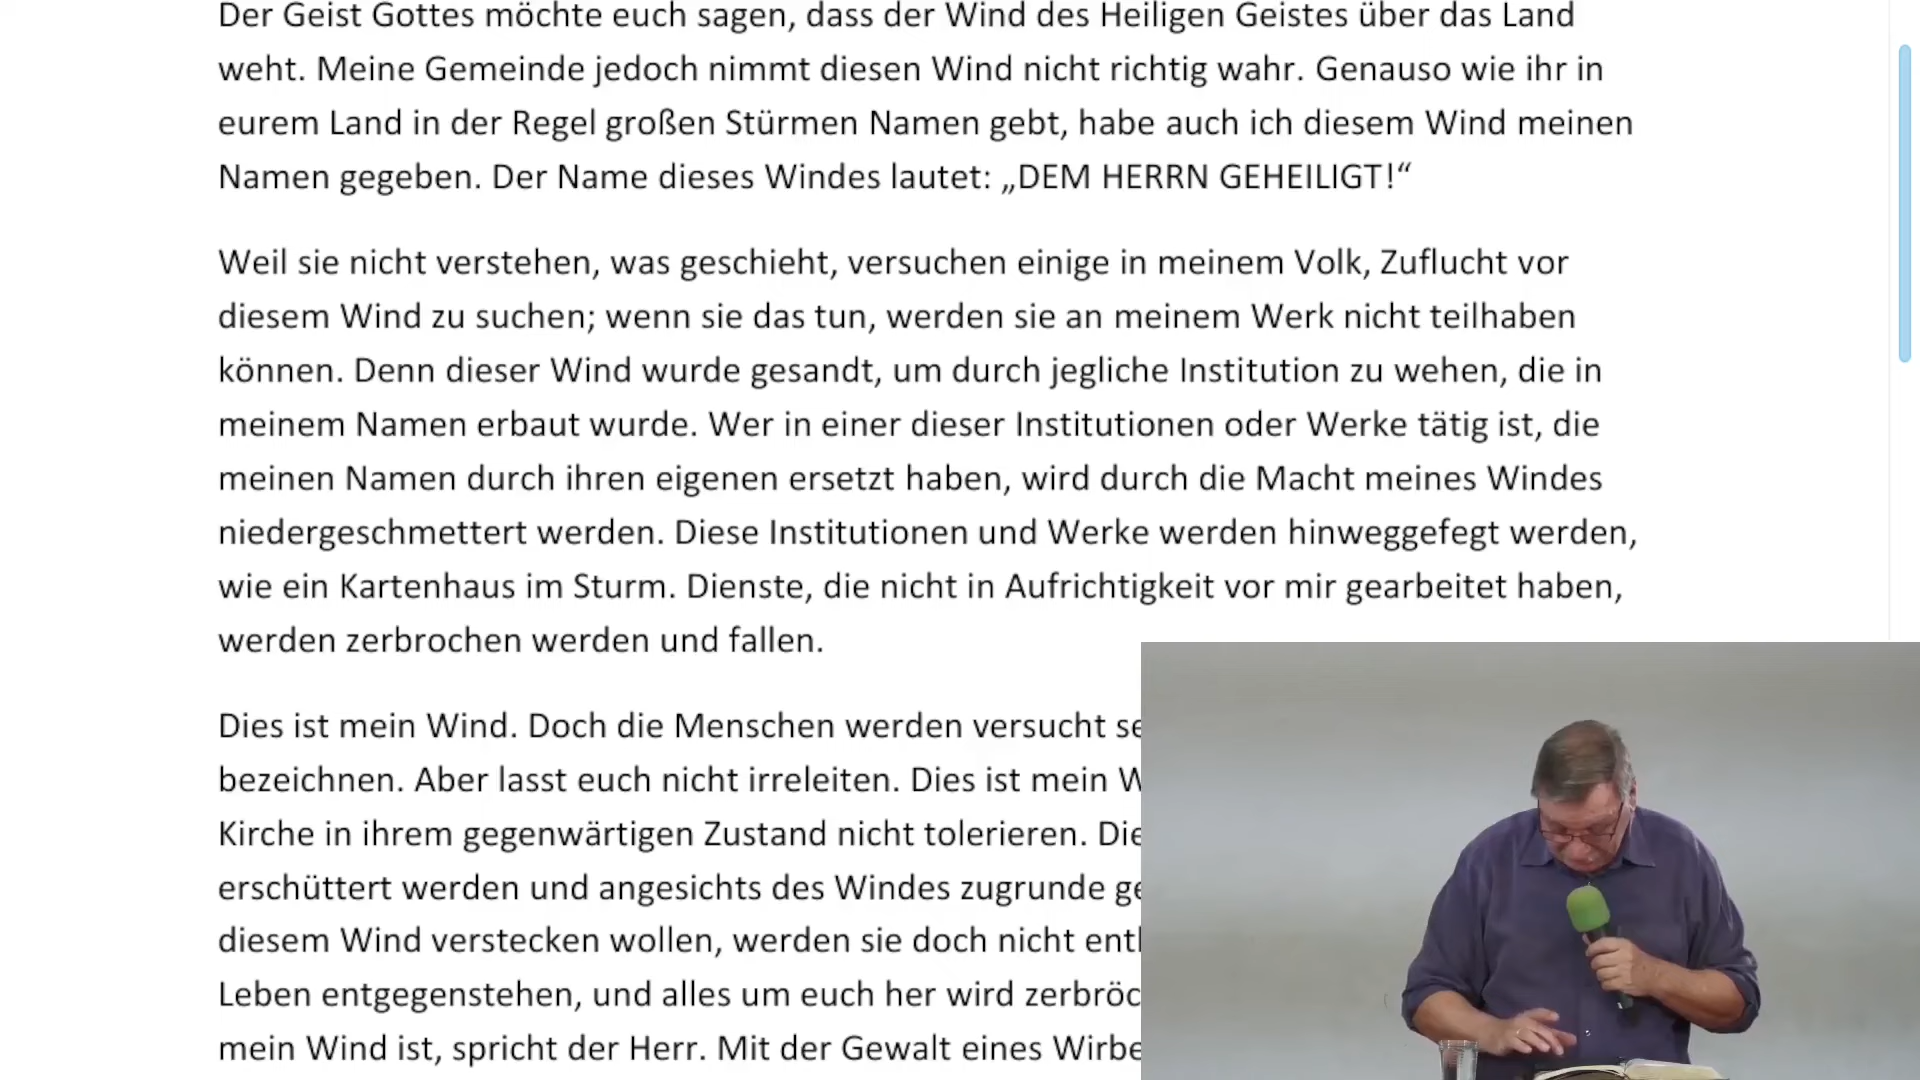 Der Geist Gottes möchte euch sagen, dass der Wind des Heiligen Geistes über das Land
weht. Meine Gemeinde jedoch nimmt diesen Wind nicht richtig wahr. Genauso wie ihr in
eurem Land in der Regel großen Stürmen Namen gebt, habe auch ich diesem Wind meinen
Namen gegeben. Der Name dieses Windes lautet: „DEM HERRN GEHEILIGT!“
Weil sie nicht verstehen, was geschieht, versuchen einige in meinem Volk, Zuflucht vor
diesem Wind zu suchen; wenn sie das tun, werden sie an meinem Werk nicht teilhaben
können. Denn dieser Wind wurde gesandt, um durch jegliche Institution zu wehen, die in
meinem Namen erbaut wurde. Wer in einer dieser Institutionen oder Werke tätig ist, die
meinen Namen durch ihren eigenen ersetzt haben, wird durch die Macht meines Windes
niedergeschmettert werden. Diese Institutionen und Werke werden hinweggefegt werden,
wie ein Kartenhaus im Sturm. Dienste, die nicht in Aufrichtigkeit vor mir gearbeitet haben,
werden zerbrochen werden und fallen.
Dies ist mein Wind. Doch die Menschen werden versucht
bezeichnen. Aber lasst euch nicht irreleiten. Dies ist mein
Kirche in ihrem gegenwärtigen Zustand nicht tolerieren.
erschüttert werden und angesichts des Windes zugrunde
diesem Wind verstecken wollen, werden sie doch nicht
Leben entgegenstehen, und alles um euch her wird
mein Wind ist, spricht der Herr. Mit der Gewalt eines